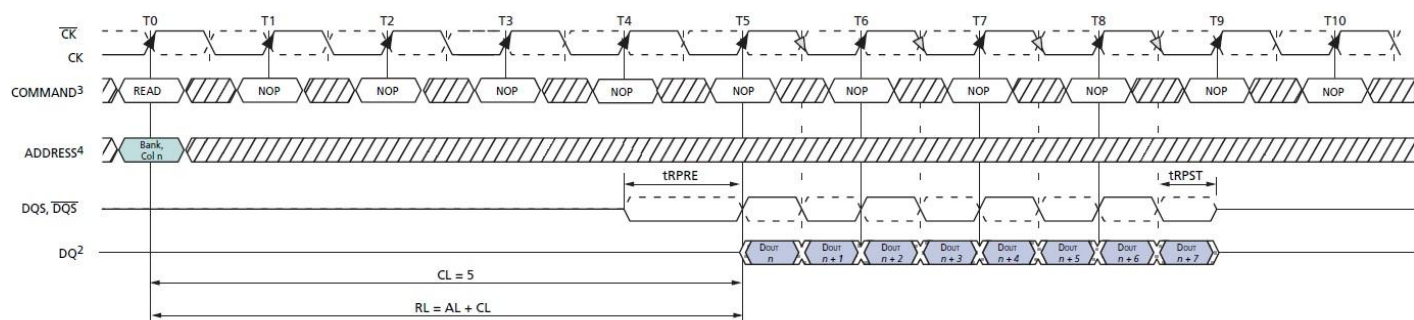 T0 T1 T2 T3 T4 T5 T6 T7 T8 T9 T10
CK
CK
COMMAND3 READ NOP NOP NOP NOP NOP NOP NOP NOP NOP NOP
ADDRESS4 Bank,
Col n
tRPRE tRPST
DQS, DQS
DQ2 DOUT DOUT DOUT DOUT DOUT DOUT DOUT DOUT
n n + 1 n + 2 n + 3 n + 4 n + 5 n + 6 n + 7
CL = 5
RL = AL + CL